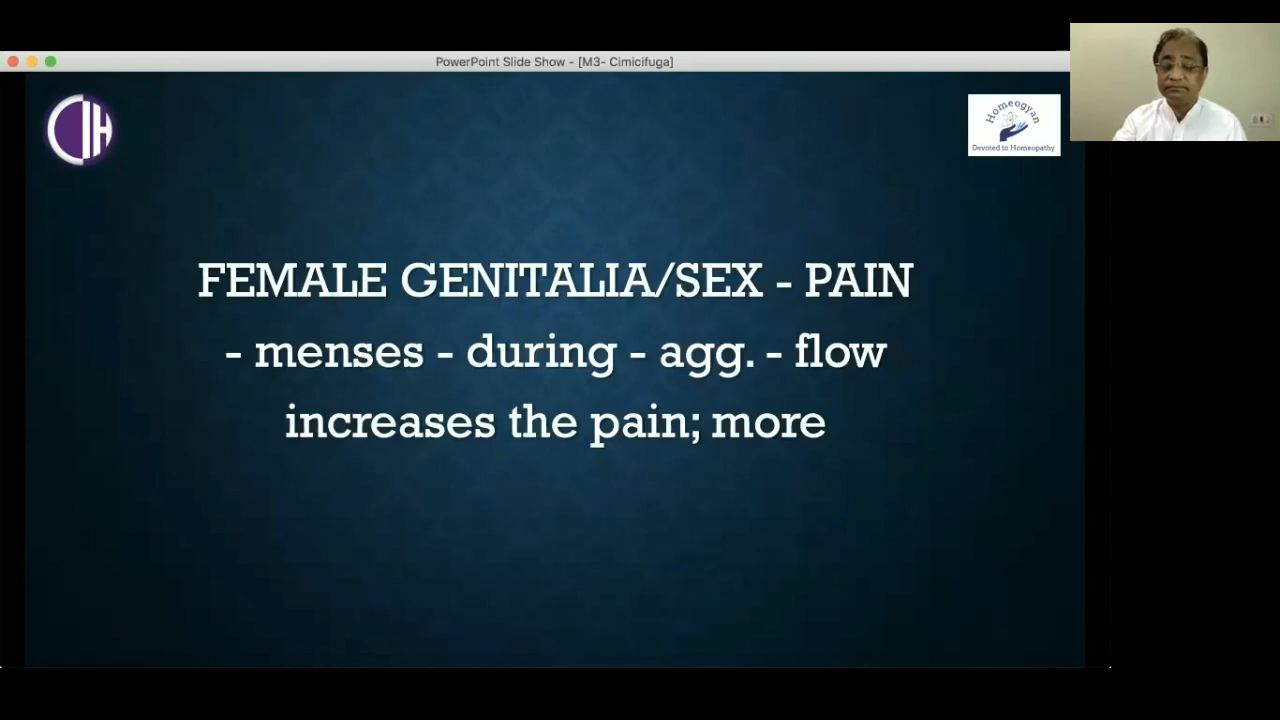 PowerPoint Slide Show - [M3- Cimicifuga]
CIH
Homeogyan
Devoted to Homeopathy
FEMALE GENITALIA/SEX - PAIN
- menses - during - agg. - flow
increases the pain; more